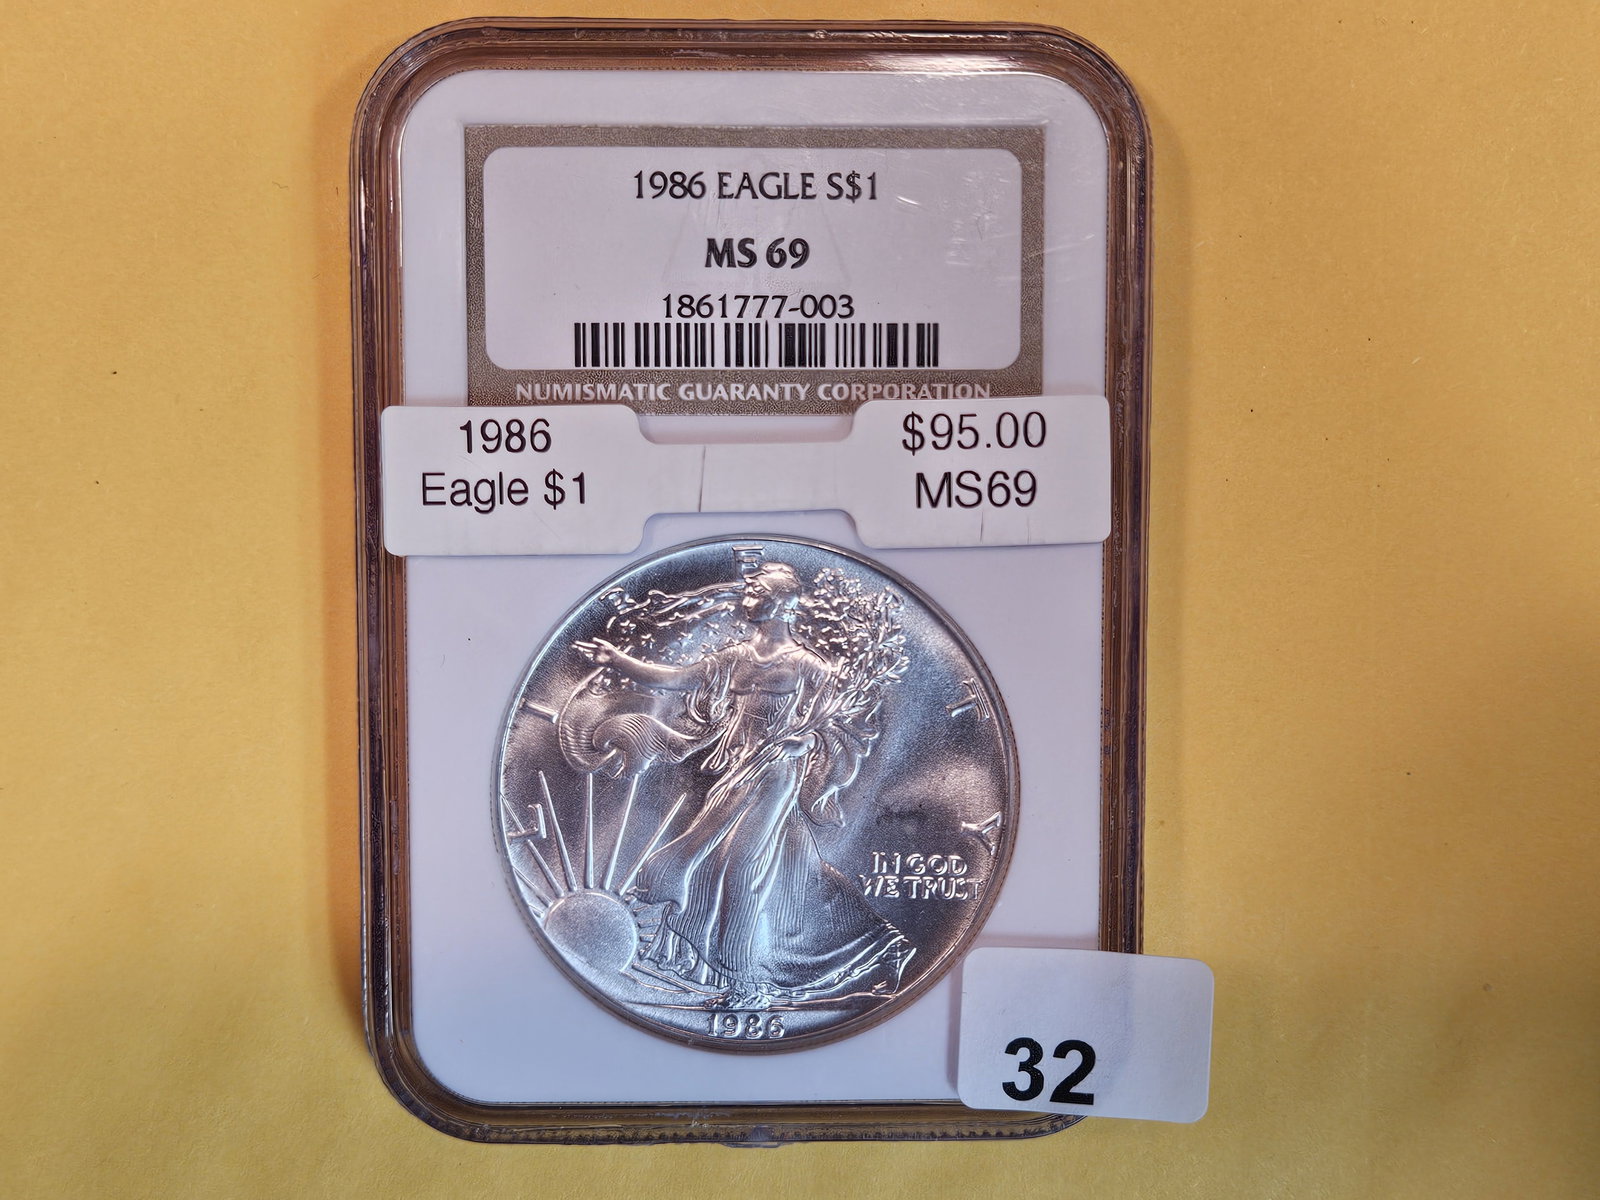 1986 EAGLE S$1
MS 69
1861777-003
NUMISMATIC GUARANTY CORPORATION
1986
Eagle $1
$95.00
MS69
LIBERTY
IN GOD
WE TRUST
1986
32